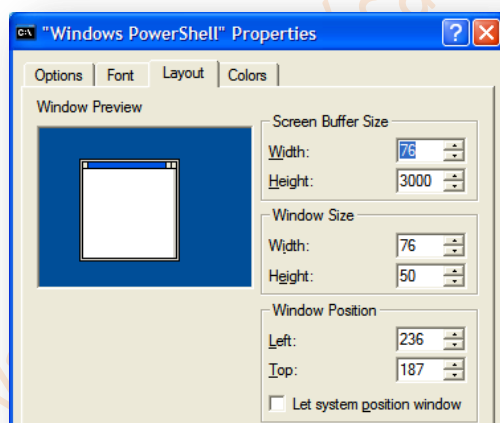 "Windows PowerShell" Properties
Options Font Layout Colors
Window Preview
Screen Buffer Size
Width: 76
Height: 3000
Window Size
Width: 76
Height: 50
Window Position
Left: 236
Top: 187
Let system position window